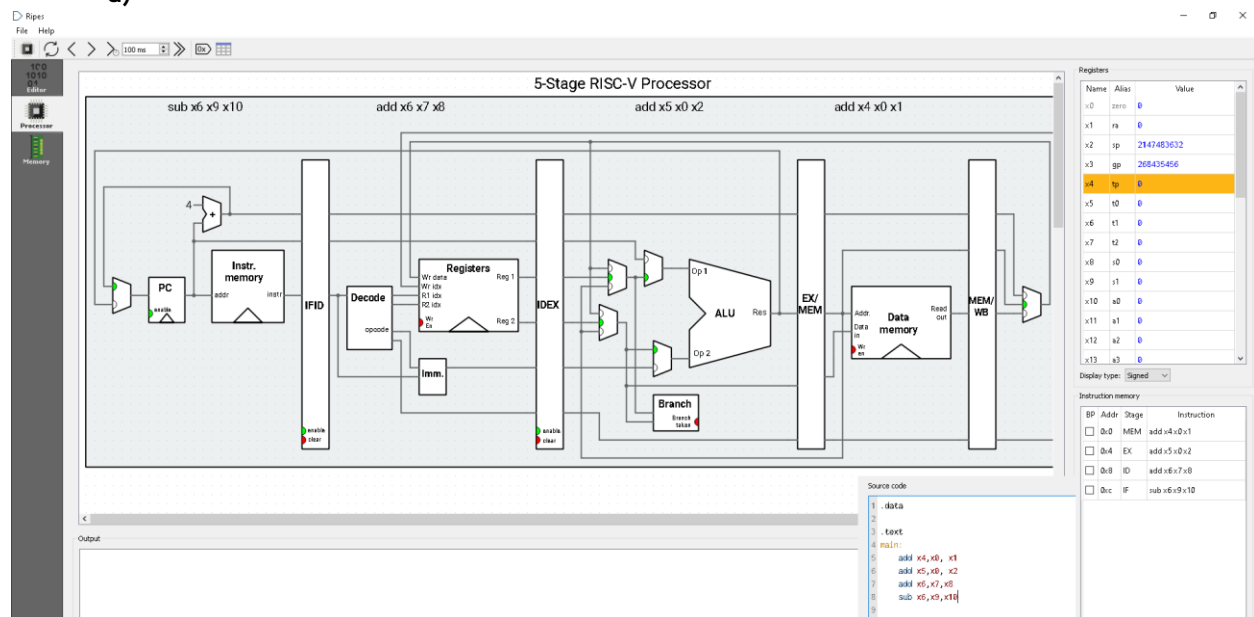 a)
Ripes
File Help
100 ms
0x
Editor
Processor
Memory
5-Stage RISC-V Processor
sub x6 x9 x10 add x6 x7 x8 add x5 x0 x2 add x4 x0 x1
4
+
PC
enable
Instr.
memory
addr instr
IFID
enable
clear
Decode
opcode
Registers
Wr data
Wr idx
R1 idx
R2 idx
Wr
En
Reg 1
Reg 2
Imm.
IDEX
enable
clear
Op 1
ALU Res
Op 2
Branch
Branch
taken
EX/
MEM
Addr.
Data
in
Wr
en
Data
memory
Read
out
MEM/
WB
Output
Source code
1 .data
2
3 .text
4 main:
5 add x4,x0, x1
6 add x5,x0, x2
7 add x6,x7,x8
8 sub x6,x9,x10
9
Registers
Name Alias Value
x0 zero 0
x1 ra 0
x2 sp 2147483632
x3 gp 268435456
x4 tp 0
x5 t0 0
x6 t1 0
x7 t2 0
x8 s0 0
x9 s1 0
x10 a0 0
x11 a1 0
x12 a2 0
x13 a3 0
Display type: Signed
Instruction memory
BP Addr Stage Instruction
0x0 MEM add x4 x0 x1
0x4 EX add x5 x0 x2
0x8 ID add x6 x7 x8
0xc IF sub x6 x9 x10